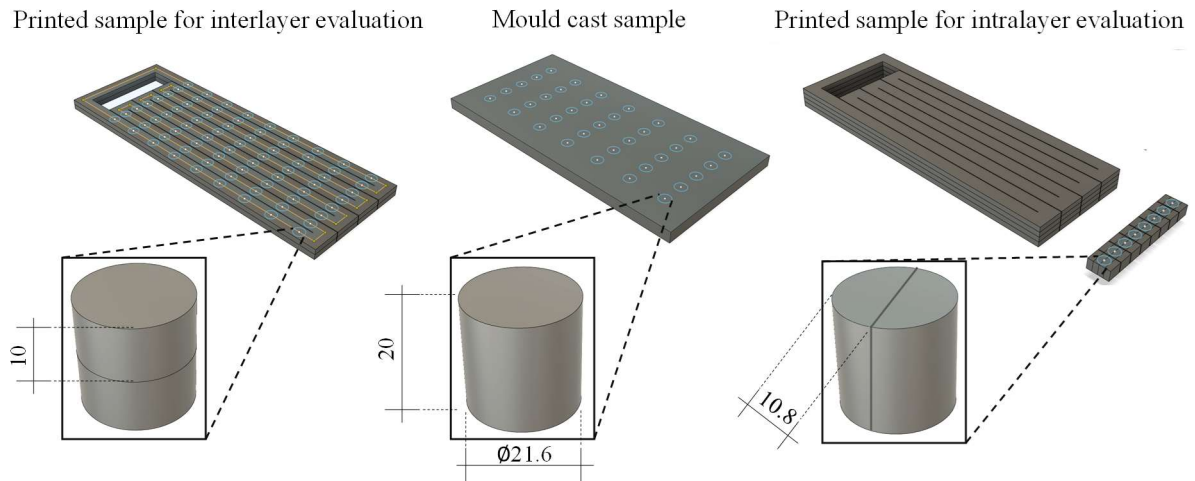 Printed sample for interlayer evaluation
Mould cast sample
Printed sample for intralayer evaluation
10
20
Ø21.6
10.8